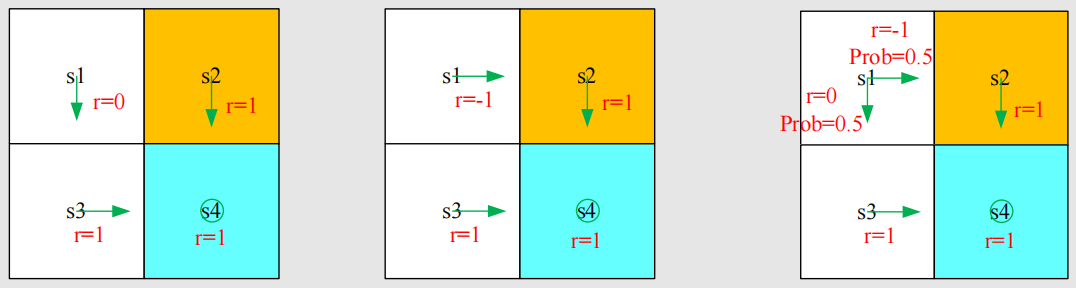 s1
r=0
s2
r=1
s3
r=1
s4
r=1
s1
r=-1
s2
r=1
s3
r=1
s4
r=1
r=-1
Prob=0.5
s1
r=0
Prob=0.5
s2
r=1
s3
r=1
s4
r=1